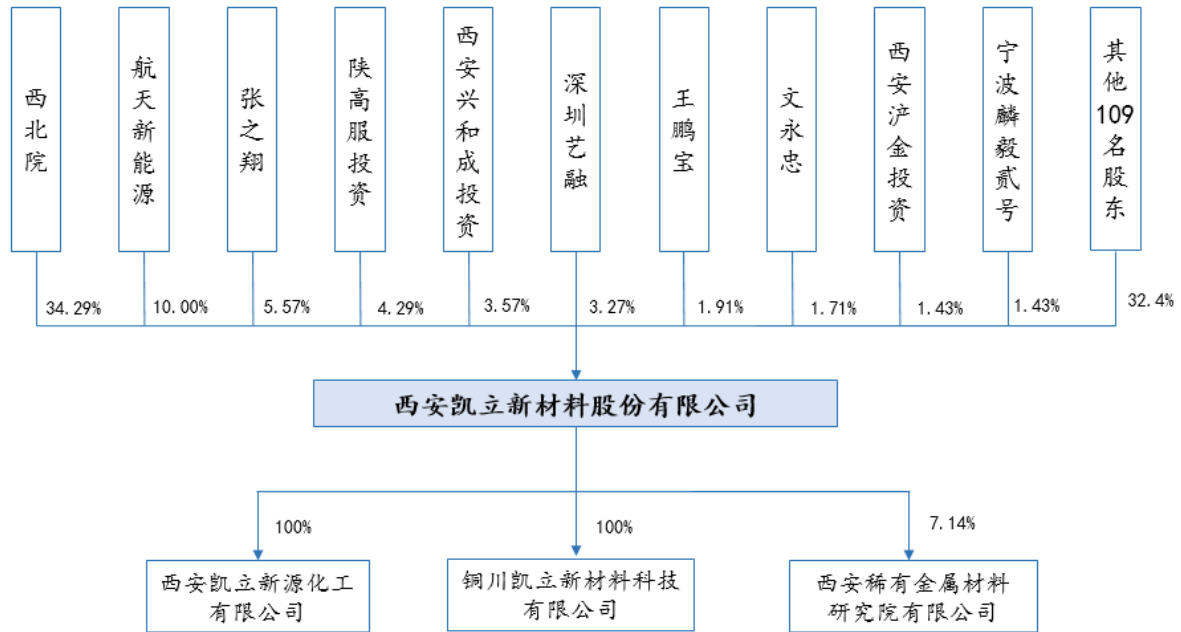 西北院
航天新能源
张之翔
陕高服投资
西安兴和成投资
深圳艺融
王鹏宝
文永忠
西安浐金投资
宁波麟毅贰号
其他109名股东
34.29%
10.00%
5.57%
4.29%
3.57%
3.27%
1.91%
1.71%
1.43%
1.43%
32.4%
西安凯立新材料股份有限公司
100%
100%
7.14%
西安凯立新源化工
有限公司
铜川凯立新材料科技
有限公司
西安稀有金属材料
研究院有限公司